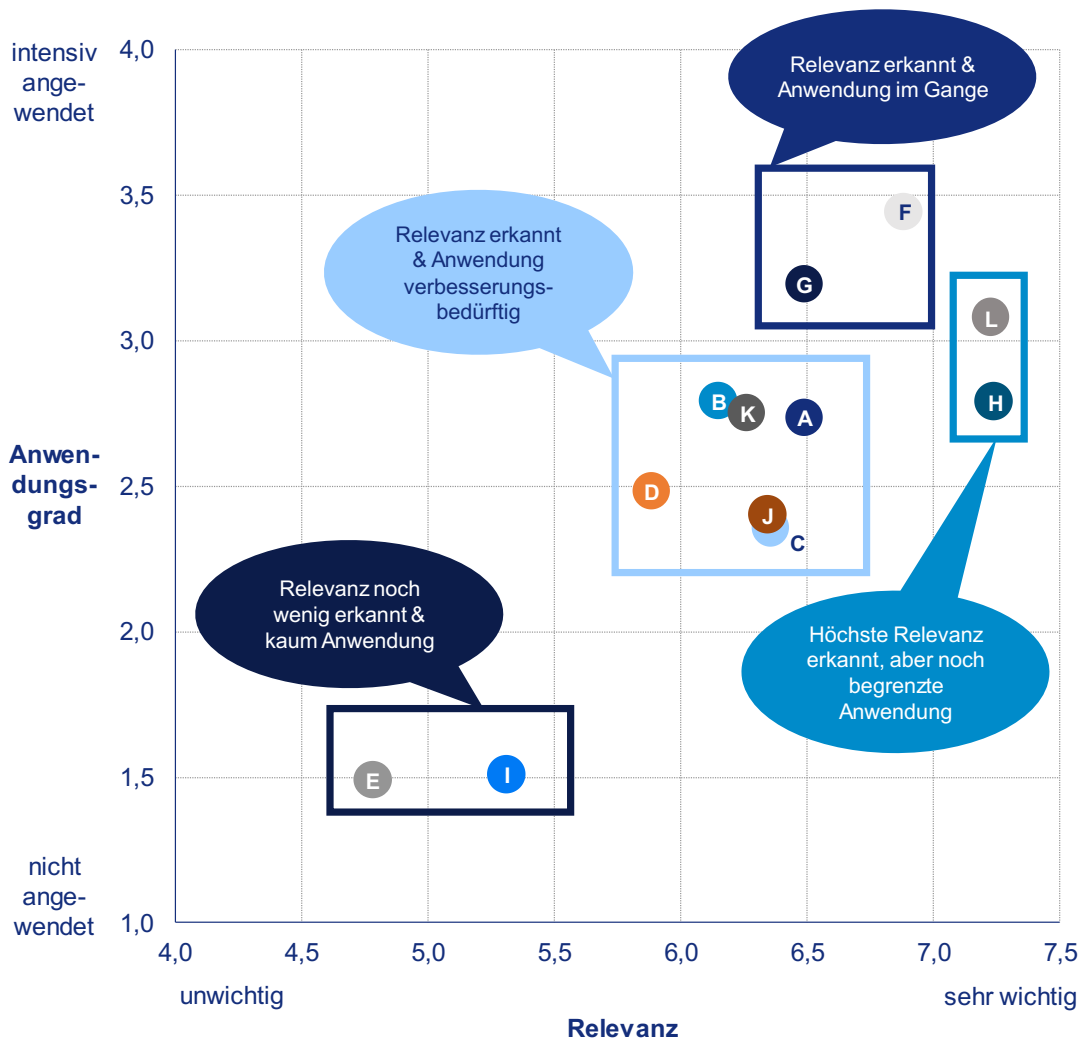 intensiv
ange-
wendet
4,0
Relevanz erkannt &
Anwendung im Gange
3,5
F
Relevanz erkannt
& Anwendung
verbesserungs-
bedürftig
G
L
3,0
B
K
A
H
Anwen-
dungs-
grad
2,5
D
J
C
Relevanz noch
wenig erkannt &
kaum Anwendung
2,0
Höchste Relevanz
erkannt, aber noch
begrenzte
Anwendung
1,5
E
I
nicht
ange-
wendet
1,0
4,0 4,5 5,0 5,5 6,0 6,5 7,0 7,5
unwichtig
sehr wichtig
Relevanz